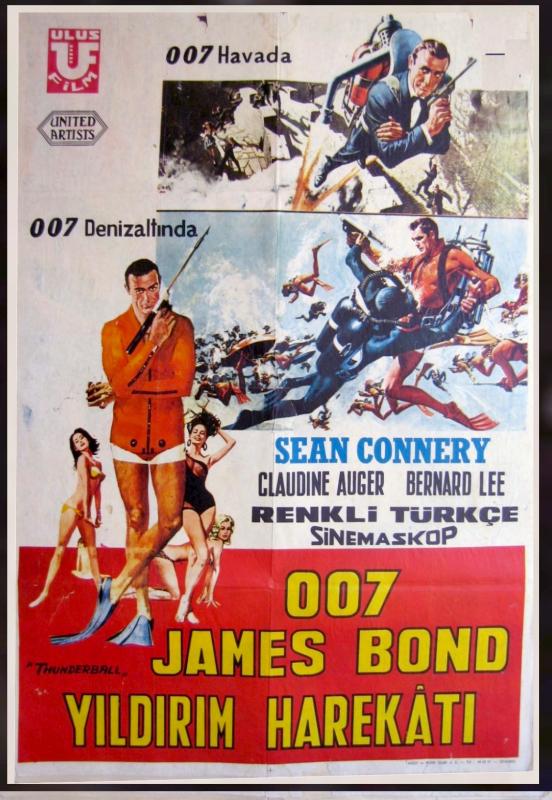 ULUS
UF
FiLM
UNITED
ARTISTS
007 Havada
007 Denizaltında
SEAN CONNERY
CLAUDINE AUGER BERNARD LEE
RENKLİ TÜRKÇE
SİNEMASKOP
007
JAMES BOND
"THUNDERBALL"
YILDIRIM HAREKÂTI